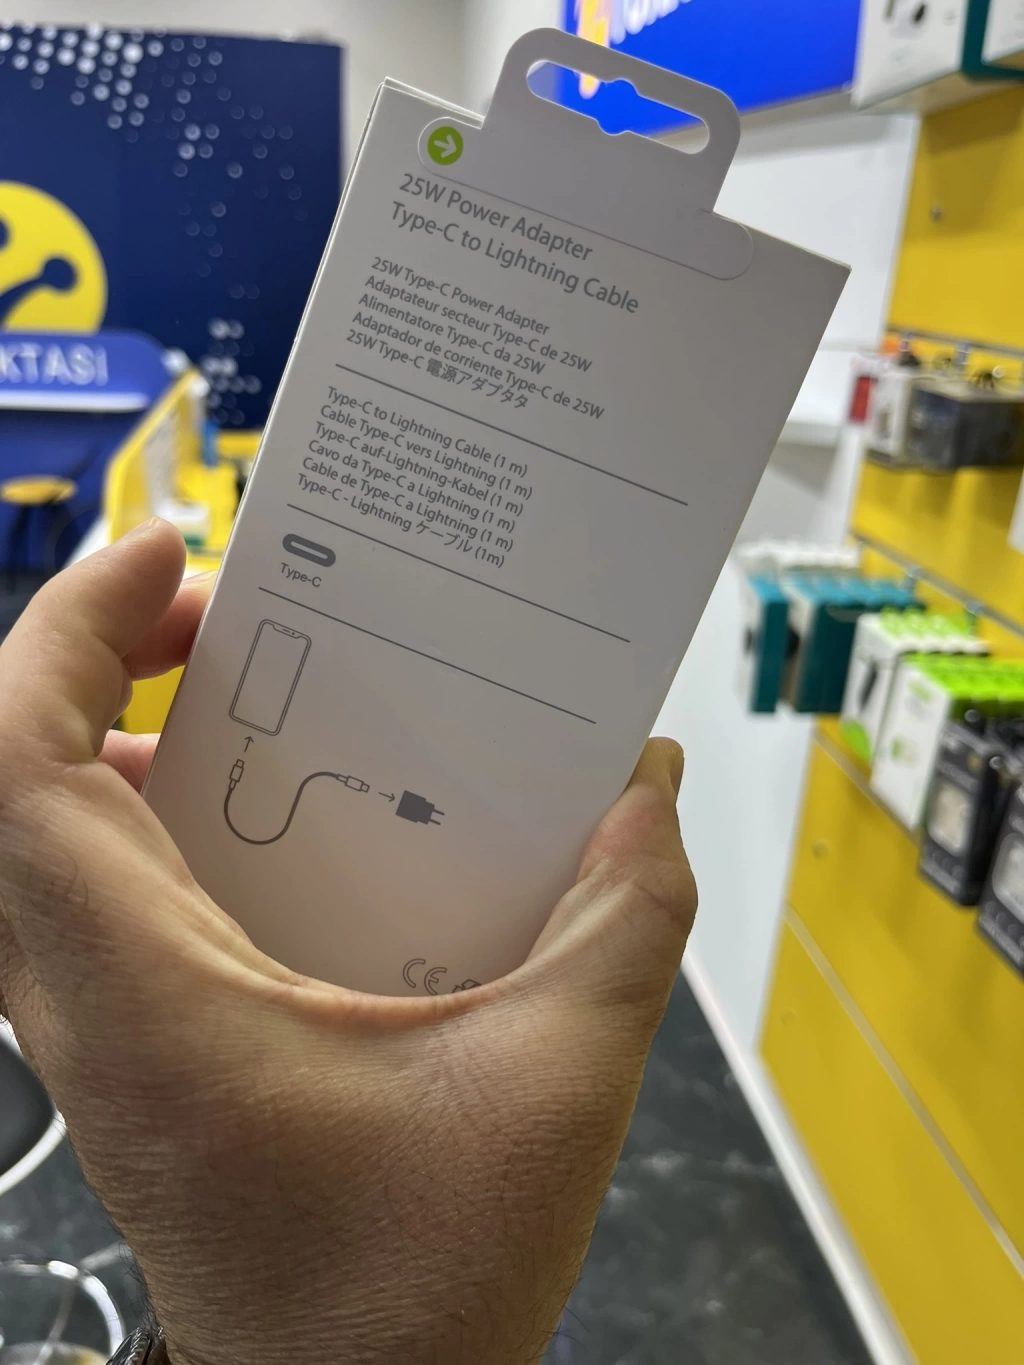 25W Power Adapter
Type-C to Lightning Cable
25W Type-C Power Adapter
Adaptateur secteur Type-C de 25W
Alimentatore Type-C da 25W
Adaptador de corriente Type-C de 25W
25W Type-C 電源アダプタタ
Type-C to Lightning Cable (1 m)
Cable Type-C vers Lightning (1 m)
Type-C auf-Lightning-Kabel (1 m)
Cavo da Type-C a Lightning (1 m)
Cable de Type-C a Lightning (1 m)
Type-C - Lightning ケーブル (1m)
Type-C
CE
KTASI